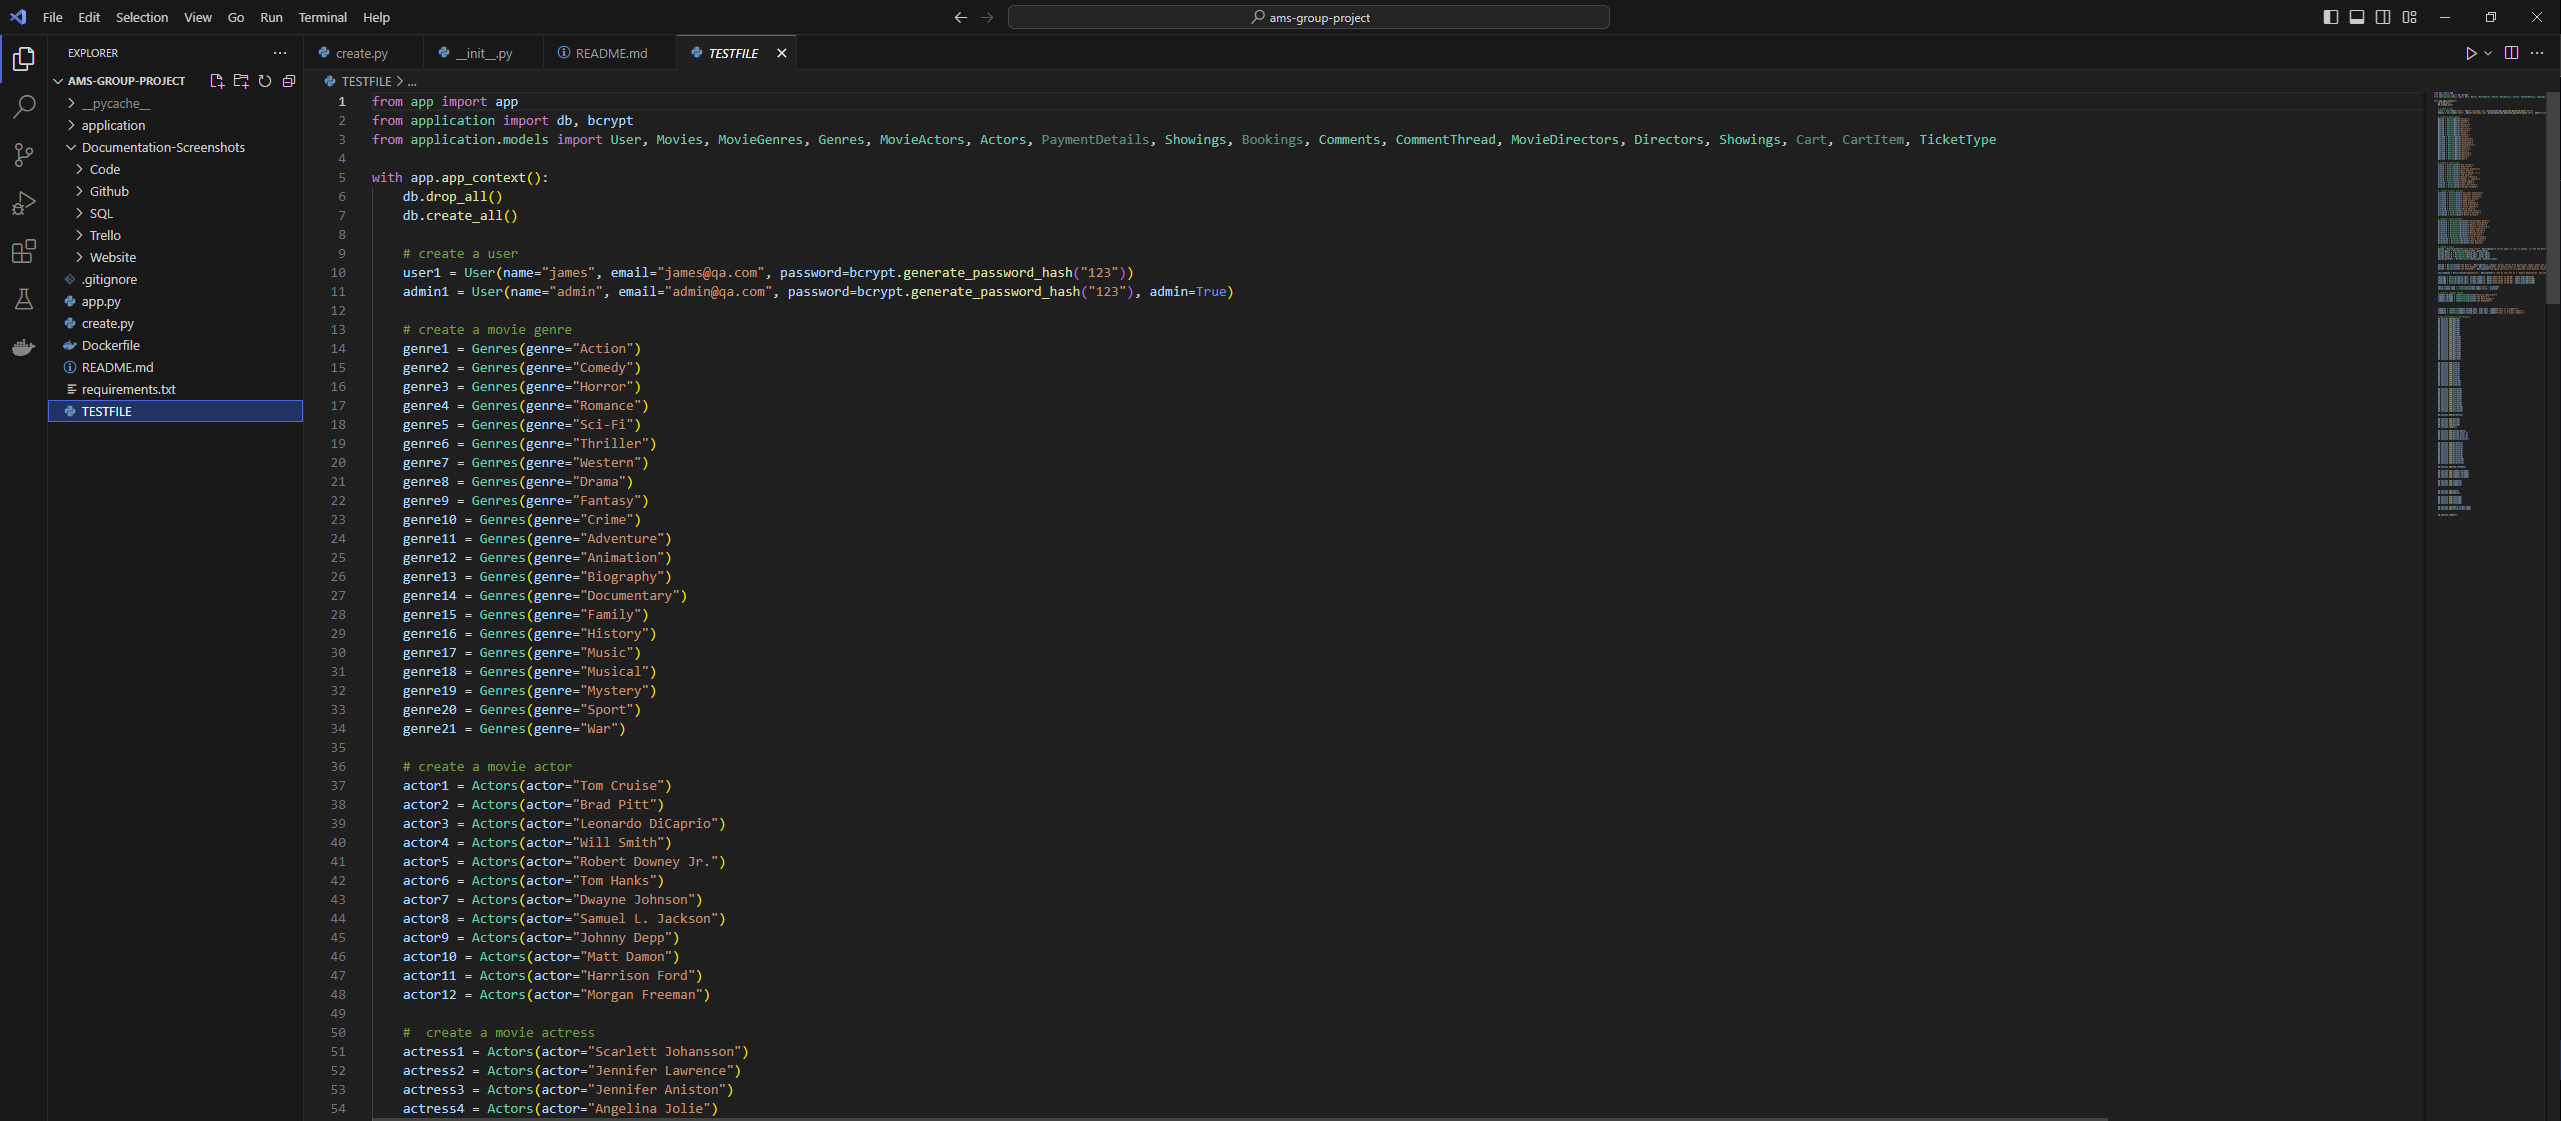 File Edit Selection View Go Run Terminal Help
ams-group-project
EXPLORER
AMS-GROUP-PROJECT
__pycache__
application
Documentation-Screenshots
Code
Github
SQL
Trello
Website
.gitignore
app.py
create.py
Dockerfile
README.md
requirements.txt
TESTFILE
create.py __init__.py README.md TESTFILE
TESTFILE > ...
1 from app import app
2 from application import db, bcrypt
3 from application.models import User, Movies, MovieGenres, Genres, MovieActors, Actors, PaymentDetails, Showings, Bookings, Comments, CommentThread, MovieDirectors, Directors, Showings, Cart, CartItem, TicketType
4
5 with app.app_context():
6 db.drop_all()
7 db.create_all()
8
9 # create a user
10 user1 = User(name="james", email="james@qa.com", password=bcrypt.generate_password_hash("123"))
11 admin1 = User(name="admin", email="admin@qa.com", password=bcrypt.generate_password_hash("123"), admin=True)
12
13 # create a movie genre
14 genre1 = Genres(genre="Action")
15 genre2 = Genres(genre="Comedy")
16 genre3 = Genres(genre="Horror")
17 genre4 = Genres(genre="Romance")
18 genre5 = Genres(genre="Sci-Fi")
19 genre6 = Genres(genre="Thriller")
20 genre7 = Genres(genre="Western")
21 genre8 = Genres(genre="Drama")
22 genre9 = Genres(genre="Fantasy")
23 genre10 = Genres(genre="Crime")
24 genre11 = Genres(genre="Adventure")
25 genre12 = Genres(genre="Animation")
26 genre13 = Genres(genre="Biography")
27 genre14 = Genres(genre="Documentary")
28 genre15 = Genres(genre="Family")
29 genre16 = Genres(genre="History")
30 genre17 = Genres(genre="Music")
31 genre18 = Genres(genre="Musical")
32 genre19 = Genres(genre="Mystery")
33 genre20 = Genres(genre="Sport")
34 genre21 = Genres(genre="War")
35
36 # create a movie actor
37 actor1 = Actors(actor="Tom Cruise")
38 actor2 = Actors(actor="Brad Pitt")
39 actor3 = Actors(actor="Leonardo DiCaprio")
40 actor4 = Actors(actor="Will Smith")
41 actor5 = Actors(actor="Robert Downey Jr.")
42 actor6 = Actors(actor="Tom Hanks")
43 actor7 = Actors(actor="Dwayne Johnson")
44 actor8 = Actors(actor="Samuel L. Jackson")
45 actor9 = Actors(actor="Johnny Depp")
46 actor10 = Actors(actor="Matt Damon")
47 actor11 = Actors(actor="Harrison Ford")
48 actor12 = Actors(actor="Morgan Freeman")
49
50 #  create a movie actress
51 actress1 = Actors(actor="Scarlett Johansson")
52 actress2 = Actors(actor="Jennifer Lawrence")
53 actress3 = Actors(actor="Jennifer Aniston")
54 actress4 = Actors(actor="Angelina Jolie")